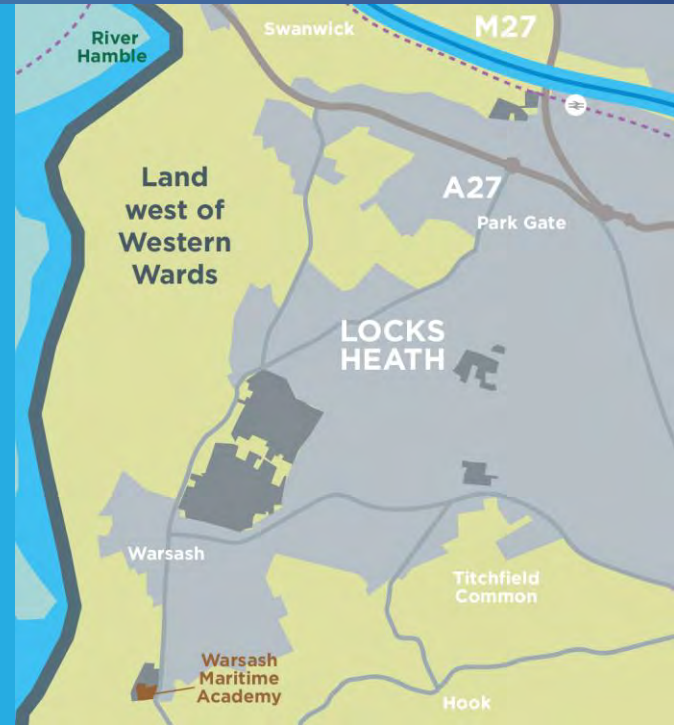 River
Hamble
Swanwick
M27
Land
west of
Western
Wards
A27
Park Gate
LOCKS
HEATH
Warsash
Titchfield
Common
Warsash
Maritime
Academy
Hook